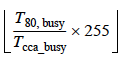 ⌊ T80, busy / Tcca_busy × 255 ⌋